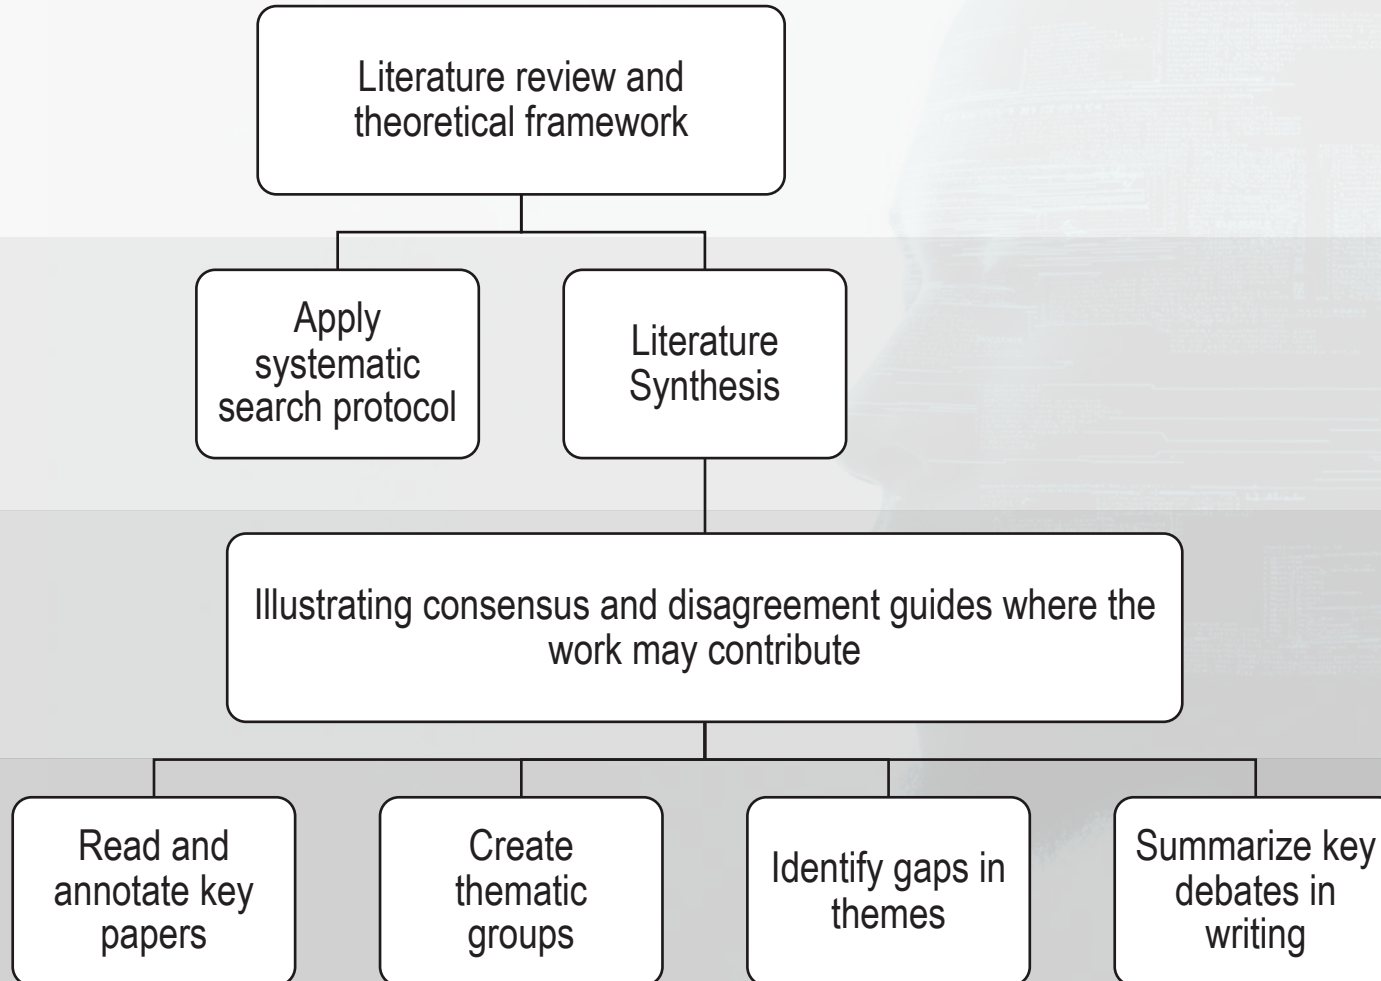 Literature review and
theoretical framework
Apply
systematic
search protocol
Literature
Synthesis
Illustrating consensus and disagreement guides where the
work may contribute
Read and
annotate key
papers
Create
thematic
groups
Identify gaps in
themes
Summarize key
debates in
writing